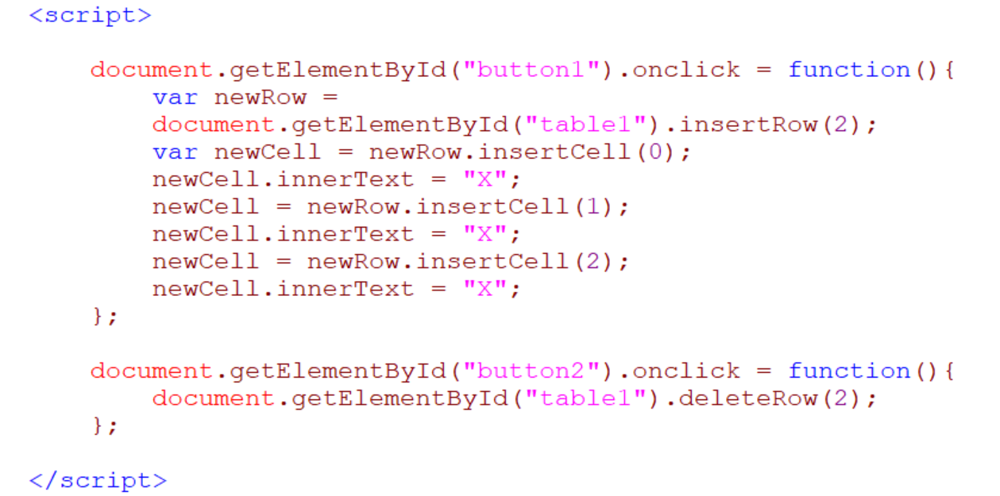 <script>
document.getElementById("button1").onclick = function(){
var newRow =
document.getElementById("table1").insertRow(2);
var newCell = newRow.insertCell(0);
newCell.innerText = "X";
newCell = newRow.insertCell(1);
newCell.innerText = "X";
newCell = newRow.insertCell(2);
newCell.innerText = "X";
};
document.getElementById("button2").onclick = function(){
document.getElementById("table1").deleteRow(2);
};
</script>